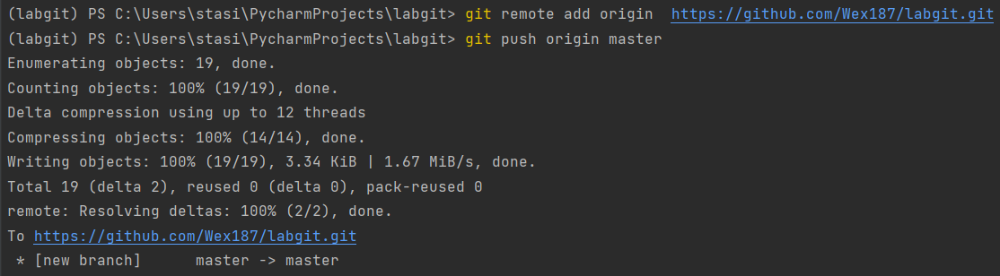 (labgit) PS C:\Users\stasi\PycharmProjects\labgit> git remote add origin  https://github.com/Wex187/labgit.git
(labgit) PS C:\Users\stasi\PycharmProjects\labgit> git push origin master
Enumerating objects: 19, done.
Counting objects: 100% (19/19), done.
Delta compression using up to 12 threads
Compressing objects: 100% (14/14), done.
Writing objects: 100% (19/19), 3.34 KiB | 1.67 MiB/s, done.
Total 19 (delta 2), reused 0 (delta 0), pack-reused 0
remote: Resolving deltas: 100% (2/2), done.
To https://github.com/Wex187/labgit.git
 * [new branch]      master -> master